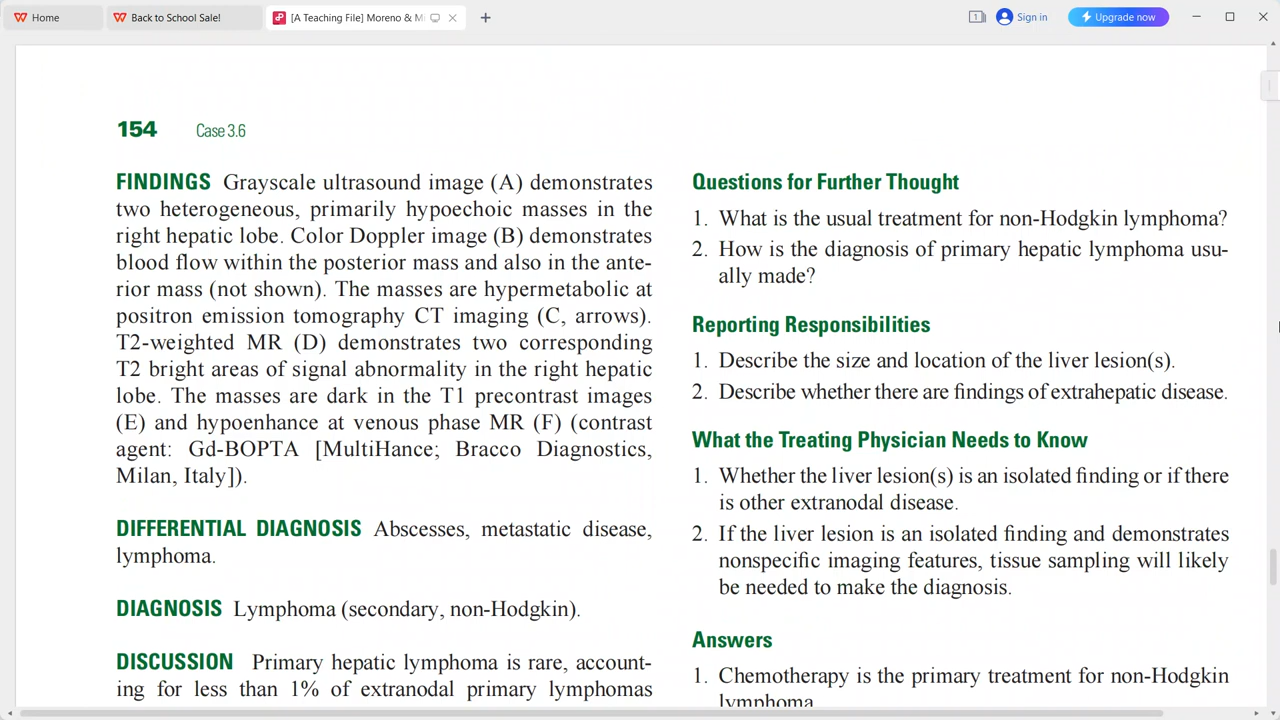 Home
Back to School Sale!
[A Teaching File] Moreno & Mi
Sign in
Upgrade now
154 Case 3.6
FINDINGS Grayscale ultrasound image (A) demonstrates
two heterogeneous, primarily hypoechoic masses in the
right hepatic lobe. Color Doppler image (B) demonstrates
blood flow within the posterior mass and also in the ante-
rior mass (not shown). The masses are hypermetabolic at
positron emission tomography CT imaging (C, arrows).
T2-weighted MR (D) demonstrates two corresponding
T2 bright areas of signal abnormality in the right hepatic
lobe. The masses are dark in the T1 precontrast images
(E) and hypoenhance at venous phase MR (F) (contrast
agent: Gd-BOPTA [MultiHance; Bracco Diagnostics,
Milan, Italy]).
DIFFERENTIAL DIAGNOSIS Abscesses, metastatic disease,
lymphoma.
DIAGNOSIS Lymphoma (secondary, non-Hodgkin).
DISCUSSION Primary hepatic lymphoma is rare, account-
ing for less than 1% of extranodal primary lymphomas
Questions for Further Thought
1. What is the usual treatment for non-Hodgkin lymphoma?
2. How is the diagnosis of primary hepatic lymphoma usu-
ally made?
Reporting Responsibilities
1. Describe the size and location of the liver lesion(s).
2. Describe whether there are findings of extrahepatic disease.
What the Treating Physician Needs to Know
1. Whether the liver lesion(s) is an isolated finding or if there
is other extranodal disease.
2. If the liver lesion is an isolated finding and demonstrates
nonspecific imaging features, tissue sampling will likely
be needed to make the diagnosis.
Answers
1. Chemotherapy is the primary treatment for non-Hodgkin
lymphoma